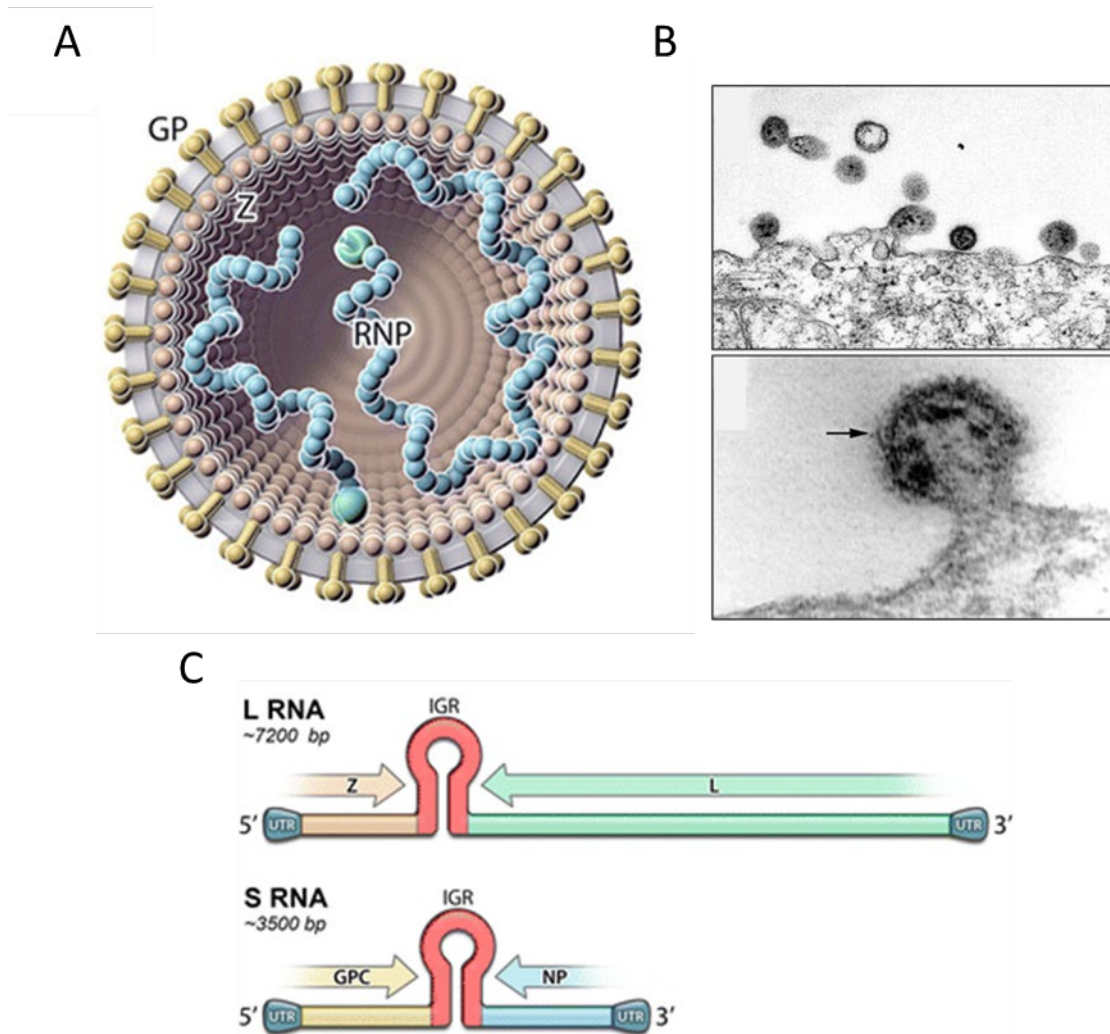 A
B
GP
Z
RNP
C
L RNA
~7200 bp
IGR
Z
L
5' UTR
UTR 3'
S RNA
~3500 bp
IGR
GPC
NP
5' UTR
UTR 3'